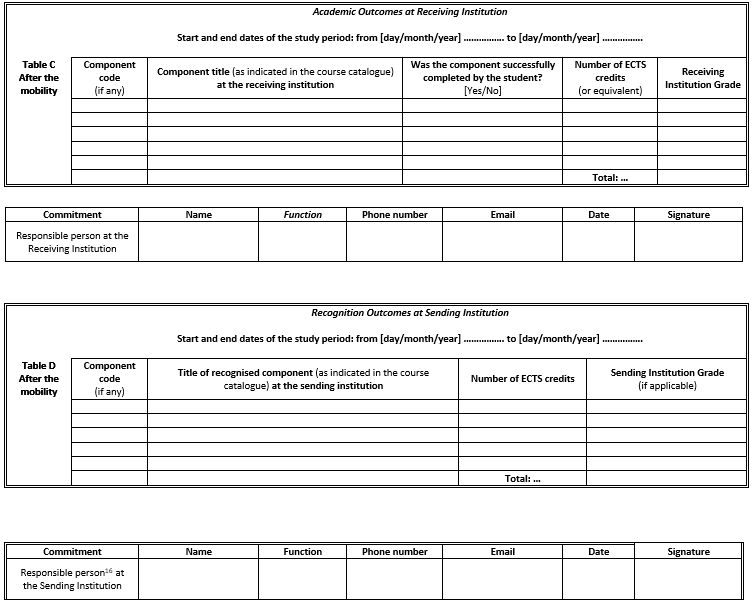 Academic Outcomes at Receiving Institution
Start and end dates of the study period: from [day/month/year] ............... to [day/month/year] ...............
Table C
After the
mobility
Component
code
(if any)
Component title (as indicated in the course catalogue)
at the receiving institution
Was the component successfully
completed by the student?
[Yes/No]
Number of ECTS
credits
(or equivalent)
Receiving
Institution Grade
Total: ...
Commitment
Name
Function
Phone number
Email
Date
Signature
Responsible person at the
Receiving Institution
Recognition Outcomes at Sending Institution
Start and end dates of the study period: from [day/month/year] ............... to [day/month/year] ...............
Table D
After the
mobility
Component
code
(if any)
Title of recognised component (as indicated in the course
catalogue) at the sending institution
Number of ECTS credits
Sending Institution Grade
(if applicable)
Total: ...
Commitment
Name
Function
Phone number
Email
Date
Signature
Responsible person¹⁶ at
the Sending Institution